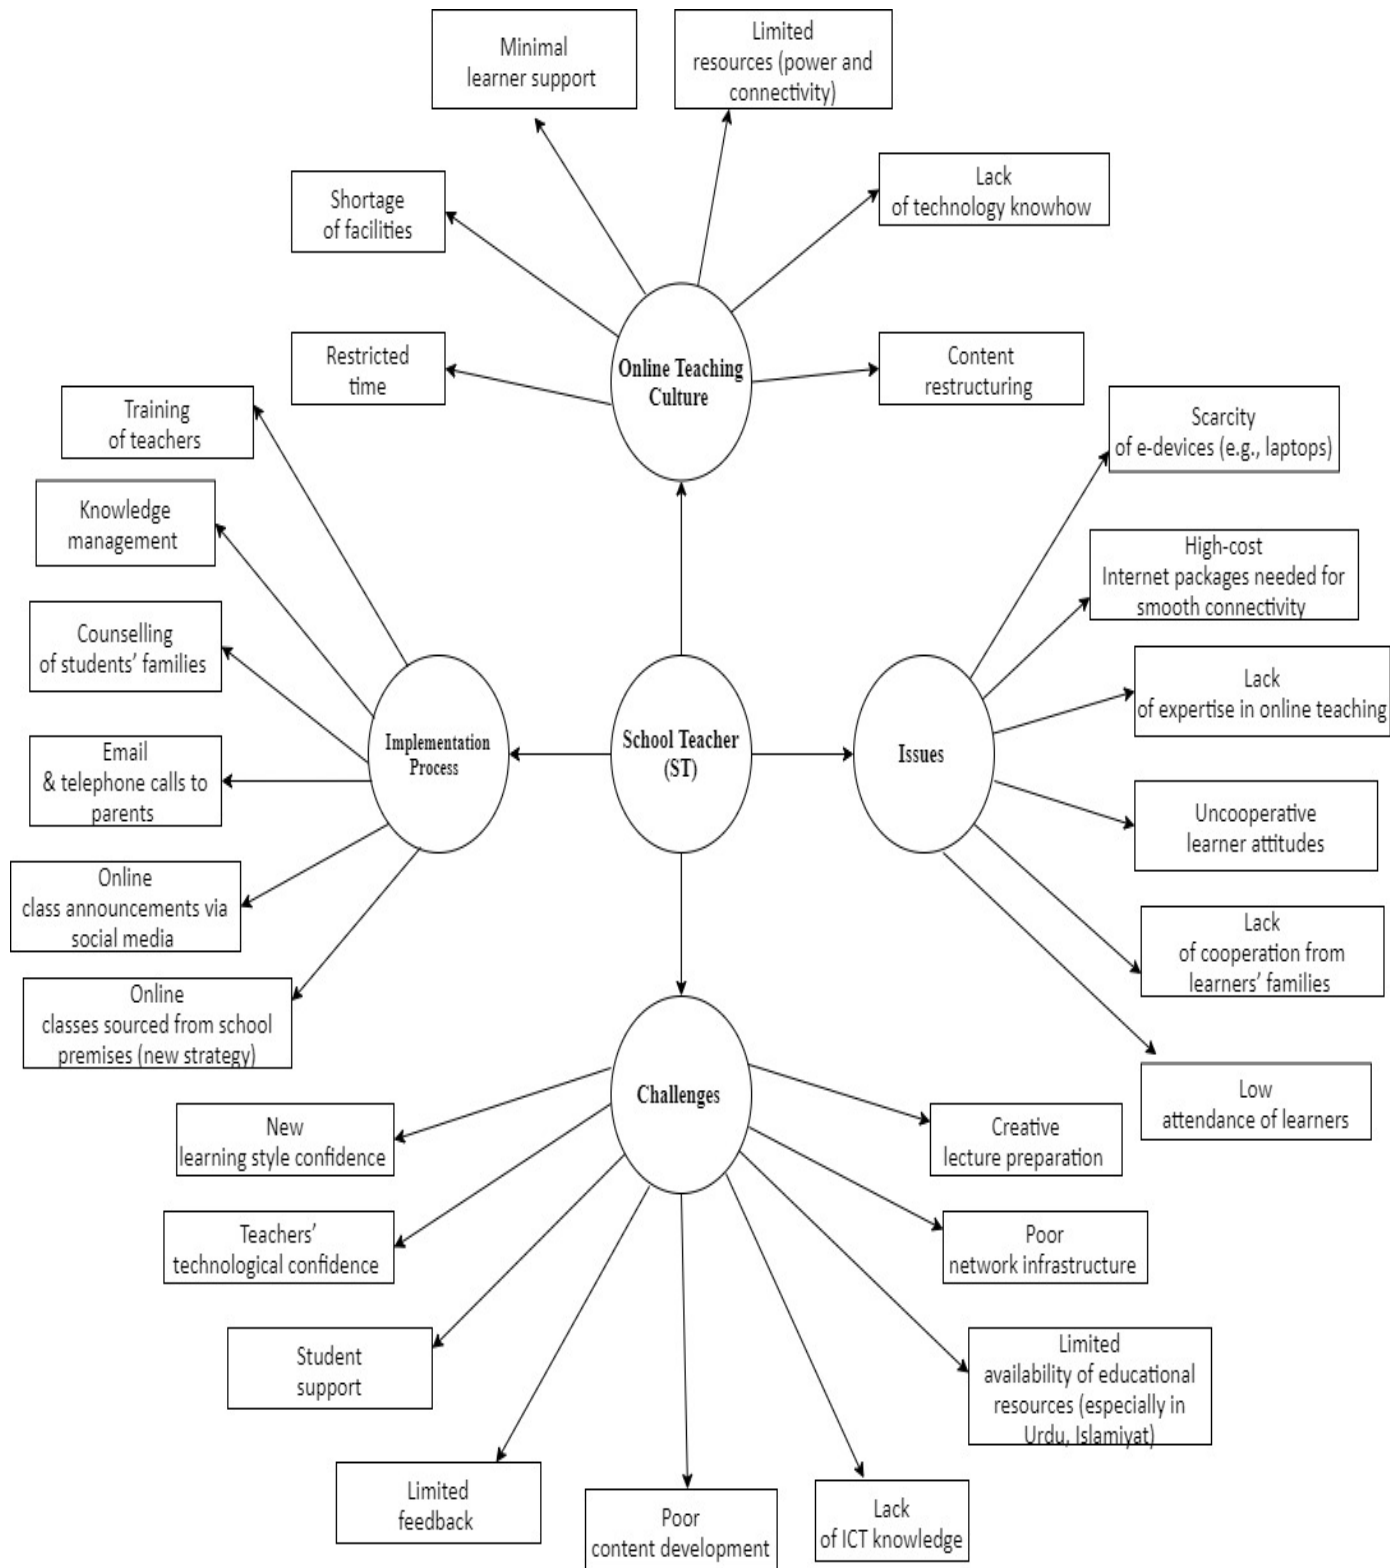 Minimal
learner support
Limited
resources (power and
connectivity)
Shortage
of facilities
Lack
of technology knowhow
Restricted
time
Online Teaching
Culture
Content
restructuring
Training
of teachers
Scarcity
of e-devices (e.g., laptops)
Knowledge
management
High-cost
Internet packages needed for
smooth connectivity
Counselling
of students’ families
Lack
of expertise in online teaching
Email
& telephone calls to
parents
Implementation
Process
School Teacher
(ST)
Issues
Uncooperative
learner attitudes
Online
class announcements via
social media
Lack
of cooperation from
learners’ families
Online
classes sourced from school
premises (new strategy)
Challenges
Low
attendance of learners
New
learning style confidence
Creative
lecture preparation
Teachers’
technological confidence
Poor
network infrastructure
Student
support
Limited
availability of educational
resources (especially in
Urdu, Islamiyat)
Limited
feedback
Poor
content development
Lack
of ICT knowledge